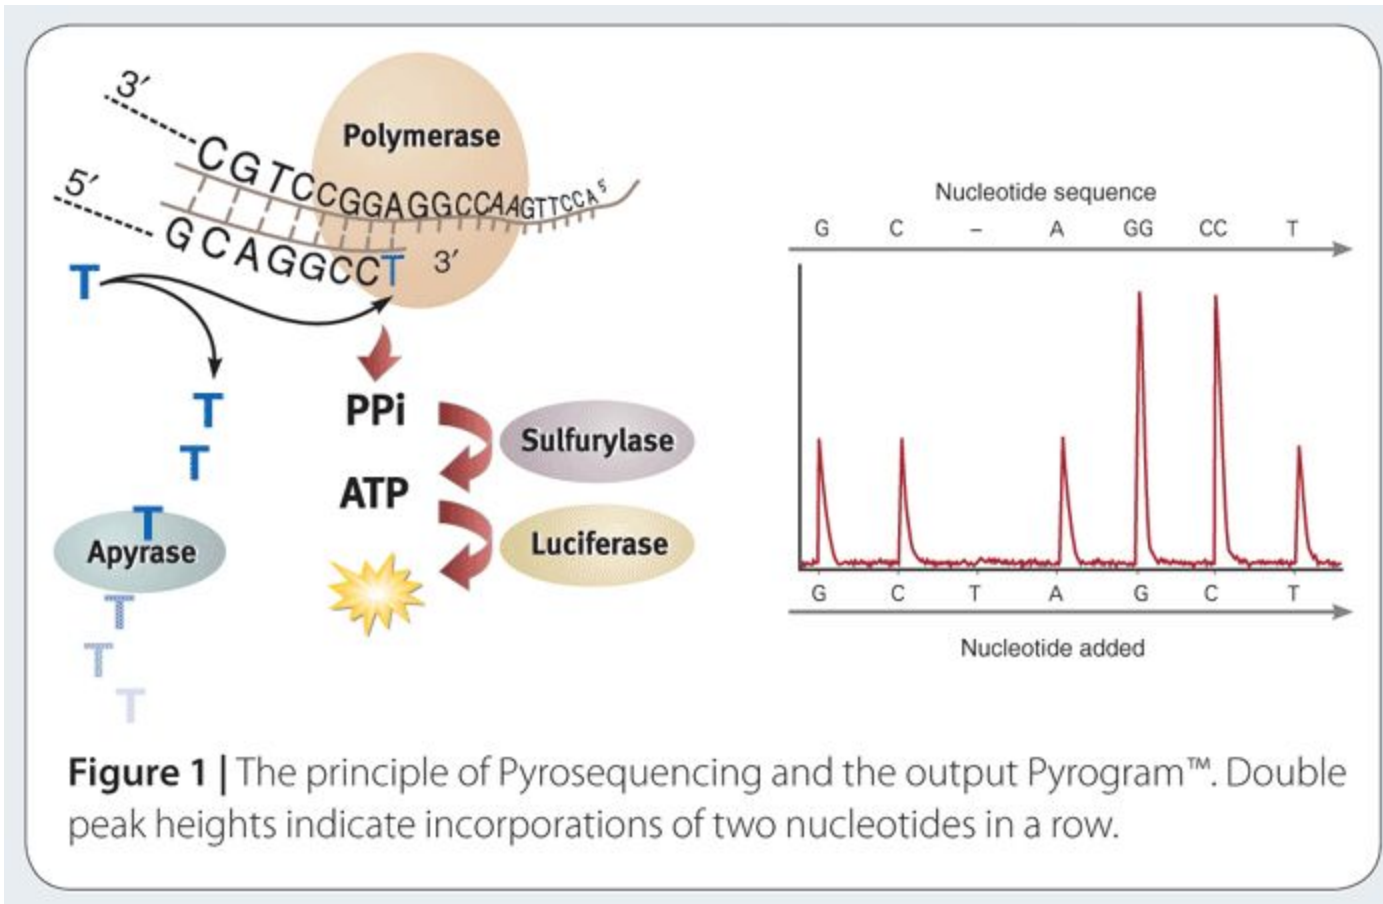 3′
Polymerase
CGTCCGGAGGCCAAGTTCCA 5′
5′
GCAGGCCT 3′
T
T
T
T
Apyrase
T
T
T
PPi
Sulfurylase
ATP
Luciferase
Nucleotide sequence
G C – A GG CC T
G C T A G C T
Nucleotide added
Figure 1 | The principle of Pyrosequencing and the output Pyrogram™. Double
peak heights indicate incorporations of two nucleotides in a row.